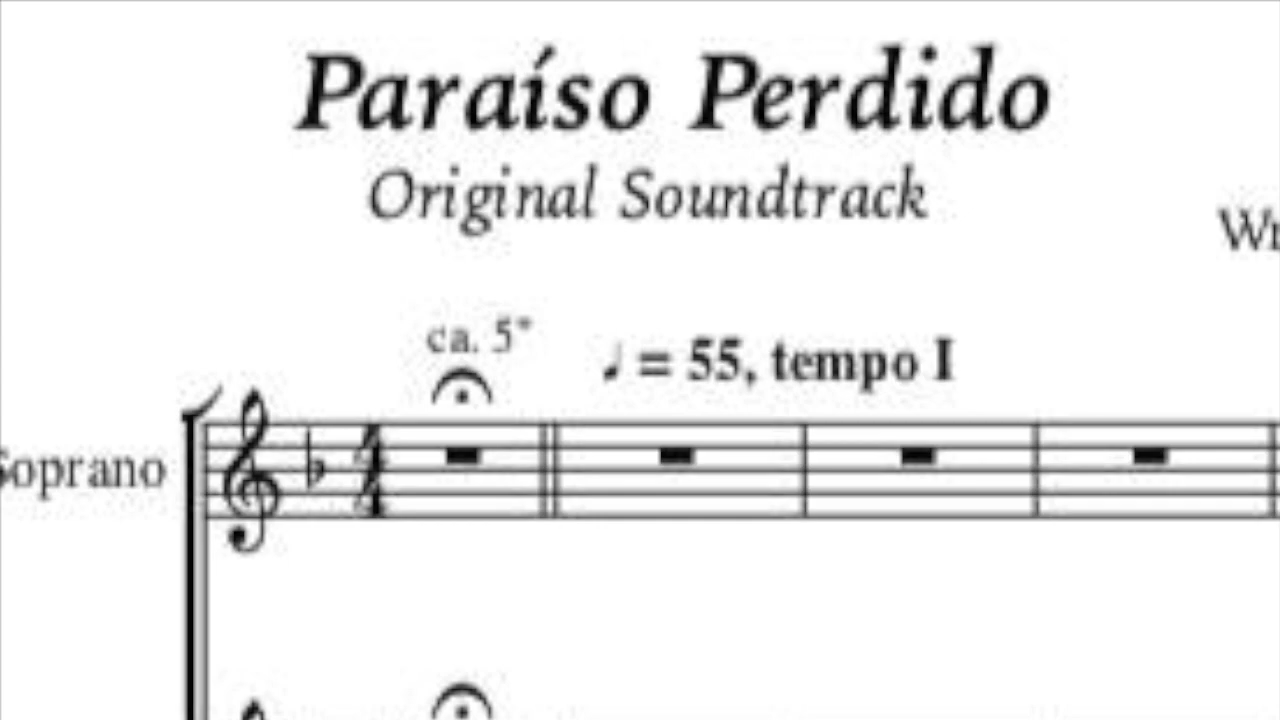 Paraíso Perdido
Original Soundtrack
ca. 5"
♩ = 55, tempo I
Soprano